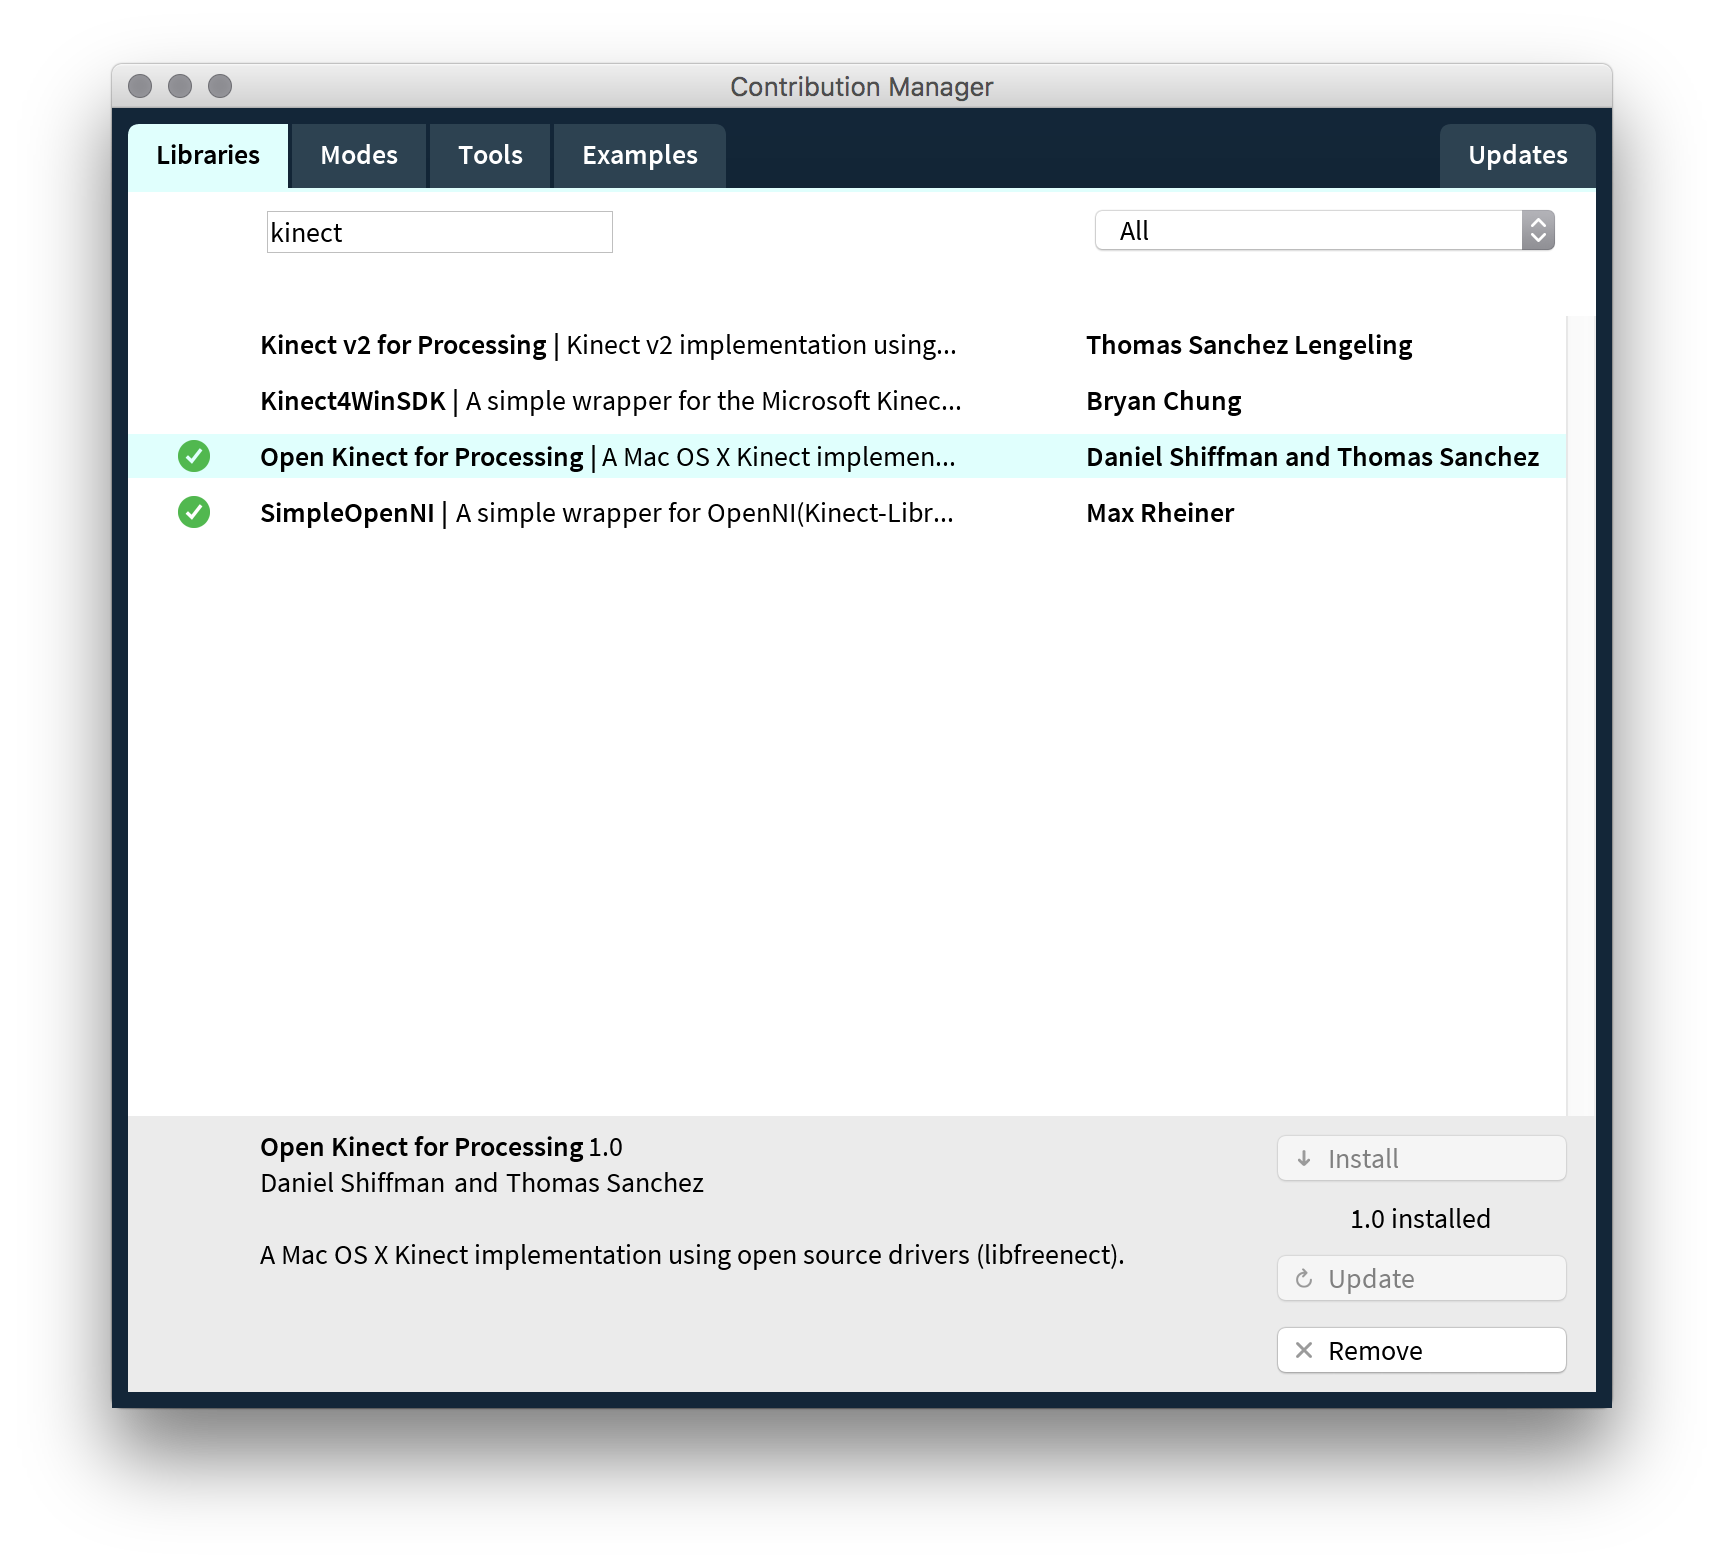 Contribution Manager
Libraries Modes Tools Examples Updates
kinect All
Kinect v2 for Processing | Kinect v2 implementation using... Thomas Sanchez Lengeling
Kinect4WinSDK | A simple wrapper for the Microsoft Kinec... Bryan Chung
Open Kinect for Processing | A Mac OS X Kinect implemen... Daniel Shiffman and Thomas Sanchez
SimpleOpenNI | A simple wrapper for OpenNI(Kinect-Libr... Max Rheiner
Open Kinect for Processing 1.0
Daniel Shiffman and Thomas Sanchez
A Mac OS X Kinect implementation using open source drivers (libfreenect).
Install
1.0 installed
Update
Remove